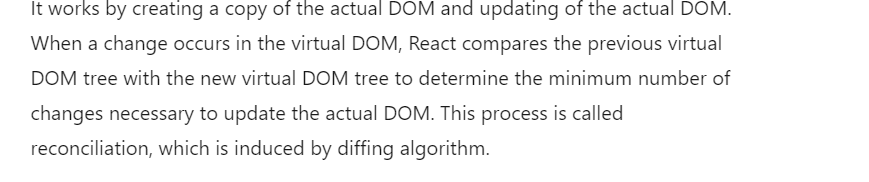 It works by creating a copy of the actual DOM and updating of the actual DOM.
When a change occurs in the virtual DOM, React compares the previous virtual
DOM tree with the new virtual DOM tree to determine the minimum number of
changes necessary to update the actual DOM. This process is called
reconciliation, which is induced by diffing algorithm.